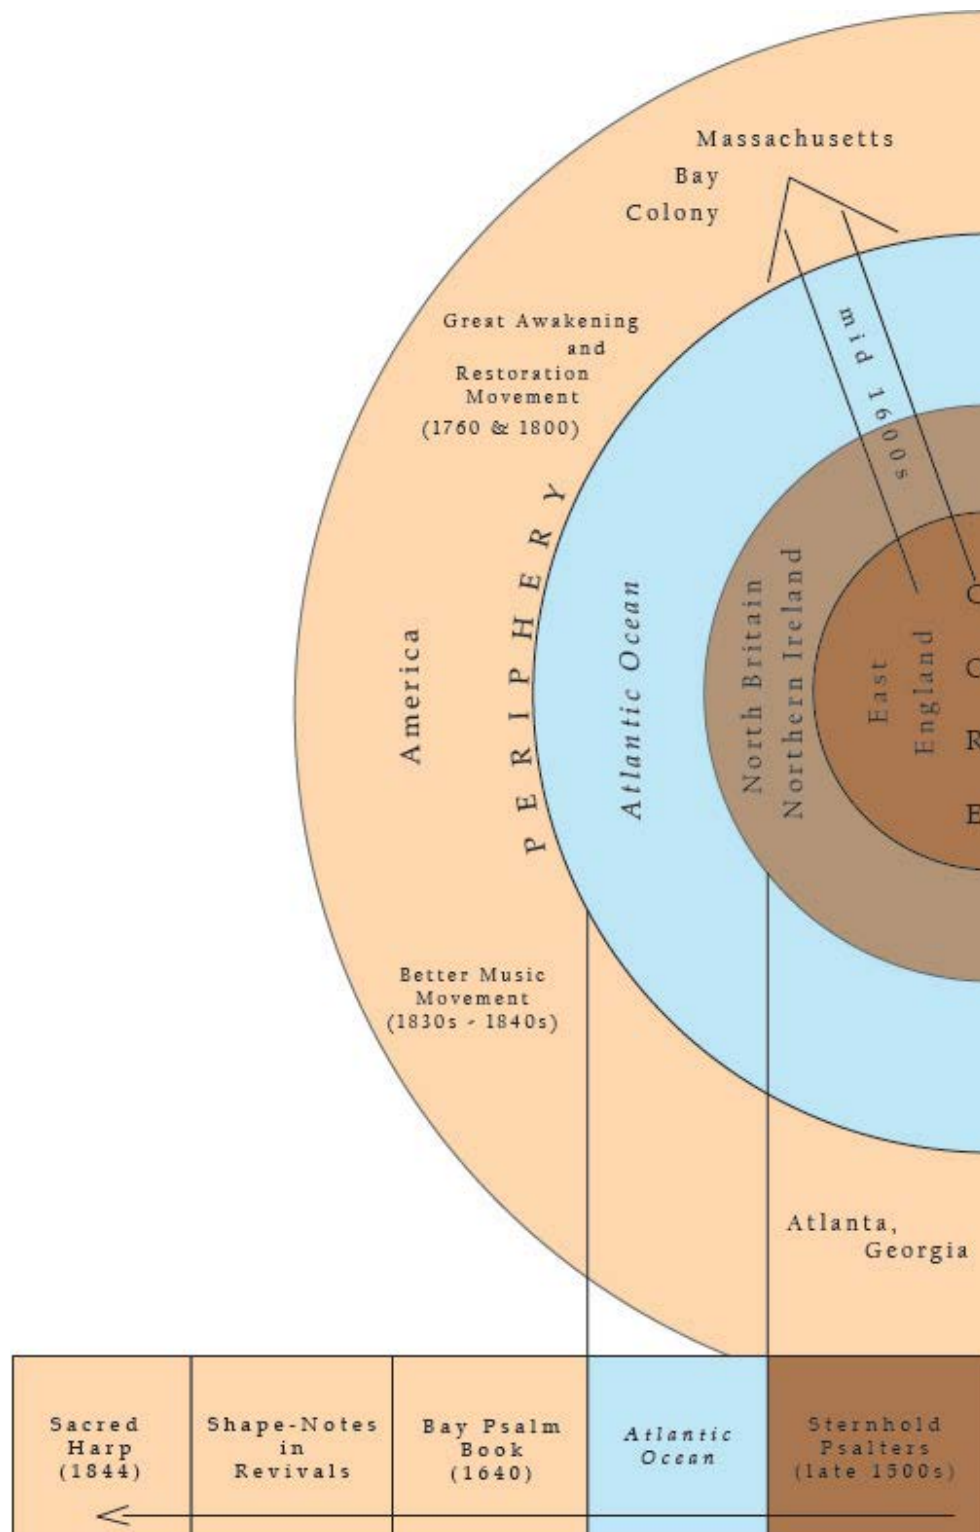 Massachusetts
Bay
Colony
mid 1600s
Great Awakening
and
Restoration
Movement
(1760 & 1800)
PERIPHERY
America
Atlantic Ocean
North Britain
Northern Ireland
East
England
CORE
Better Music
Movement
(1830s - 1840s)
Atlanta,
Georgia
Sacred
Harp
(1844)
Shape-Notes
in
Revivals
Bay Psalm
Book
(1640)
Atlantic
Ocean
Sternhold
Psalters
(late 1500s)